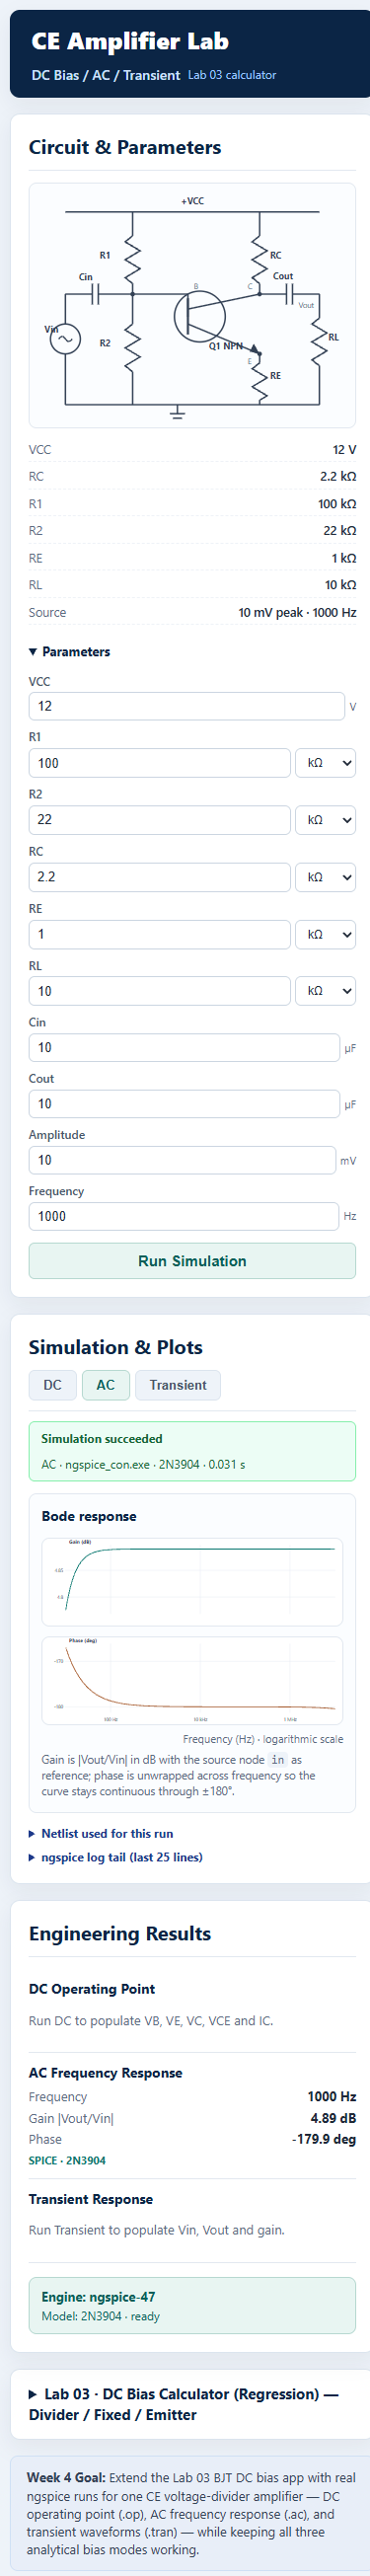 CE Amplifier Lab
DC Bias / AC / Transient Lab 03 calculator
Circuit & Parameters
+VCC
R1
RC
Cin
Cout
B
C
Vout
Vin
R2
Q1 NPN
RL
E
RE
VCC 12 V
RC 2.2 kΩ
R1 100 kΩ
R2 22 kΩ
RE 1 kΩ
RL 10 kΩ
Source 10 mV peak · 1000 Hz
▼ Parameters
VCC
12 V
R1
100 kΩ
R2
22 kΩ
RC
2.2 kΩ
RE
1 kΩ
RL
10 kΩ
Cin
10 µF
Cout
10 µF
Amplitude
10 mV
Frequency
1000 Hz
Run Simulation
Simulation & Plots
DC AC Transient
Simulation succeeded
AC · ngspice_con.exe · 2N3904 · 0.031 s
Bode response
Gain (dB)
Phase (deg)
-170
-180
100 Hz 10 kHz 1 MHz
Frequency (Hz) · logarithmic scale
Gain is |Vout/Vin| in dB with the source node in as
reference; phase is unwrapped across frequency so the
curve stays continuous through ±180°.
▶ Netlist used for this run
▶ ngspice log tail (last 25 lines)
Engineering Results
DC Operating Point
Run DC to populate VB, VE, VC, VCE and IC.
AC Frequency Response
Frequency 1000 Hz
Gain |Vout/Vin| 4.89 dB
Phase -179.9 deg
SPICE · 2N3904
Transient Response
Run Transient to populate Vin, Vout and gain.
Engine: ngspice-47
Model: 2N3904 · ready
▶ Lab 03 · DC Bias Calculator (Regression) —
Divider / Fixed / Emitter
Week 4 Goal: Extend the Lab 03 BJT DC bias app with real
ngspice runs for one CE voltage-divider amplifier — DC
operating point (.op), AC frequency response (.ac), and
transient waveforms (.tran) — while keeping all three
analytical bias modes working.